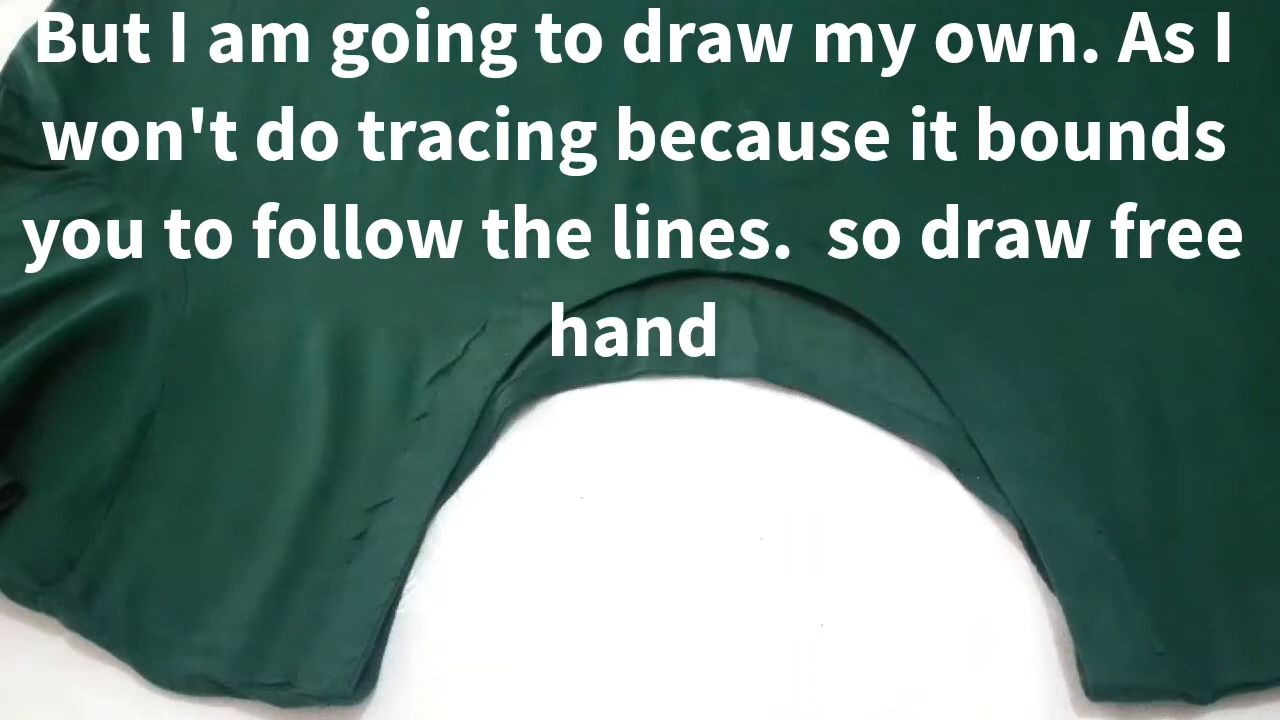 But I am going to draw my own. As I
won't do tracing because it bounds
you to follow the lines.  so draw free
hand